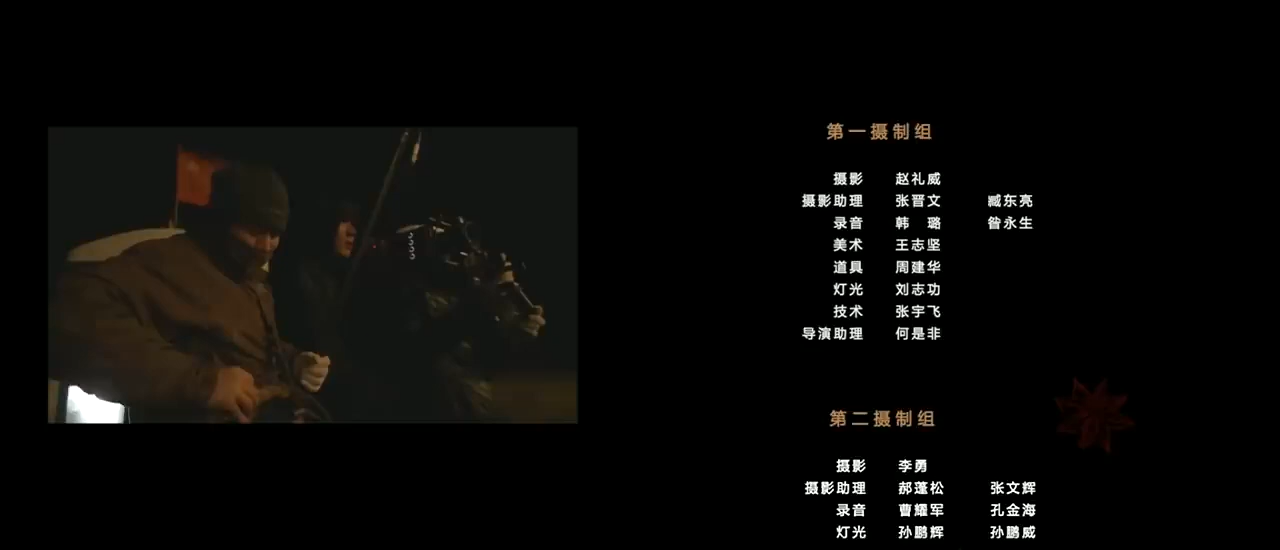 第一摄制组
摄影 赵礼威
摄影助理 张晋文 臧东亮
录音 韩 璐 昝永生
美术 王志坚
道具 周建华
灯光 刘志功
技术 张宇飞
导演助理 何是非
第二摄制组
摄影 李勇
摄影助理 郝蓬松 张文辉
录音 曹耀军 孔金海
灯光 孙鹏辉 孙鹏威